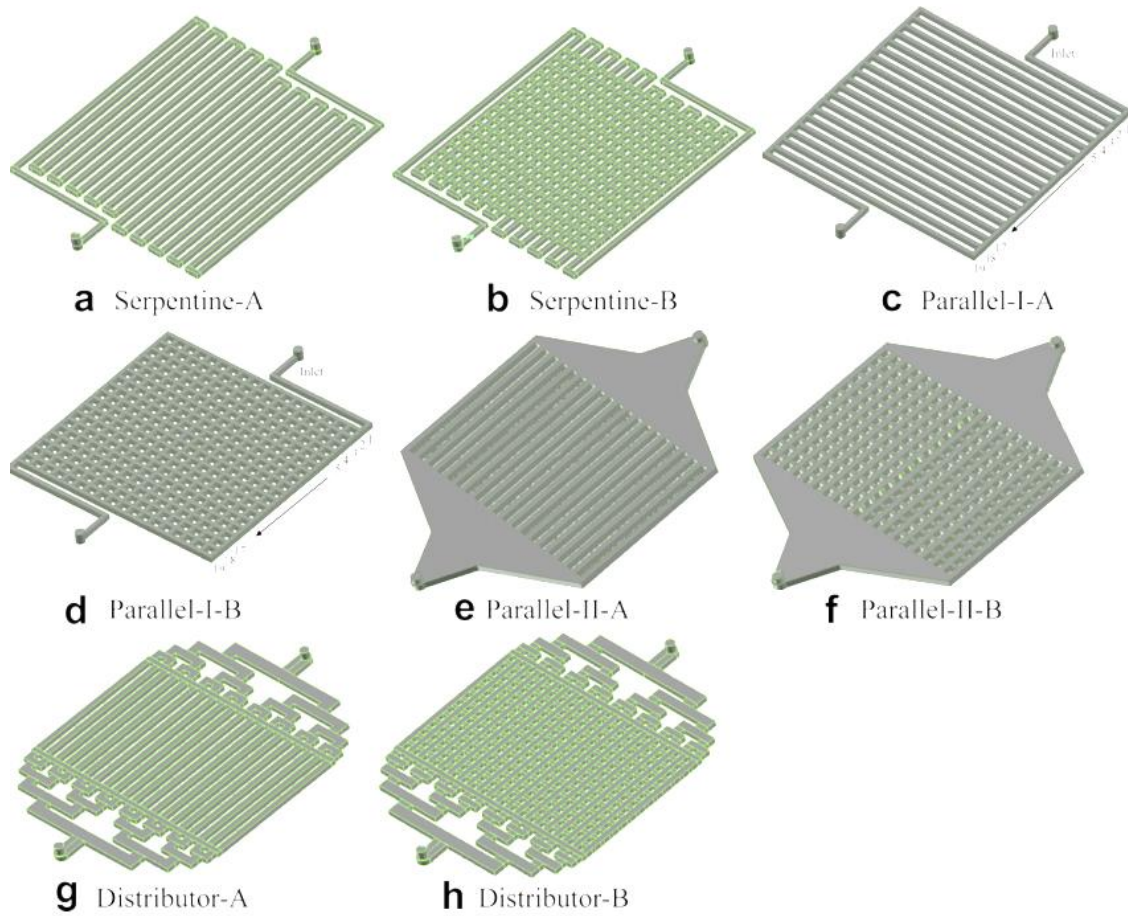 Inlet
a Serpentine-A
b Serpentine-B
c Parallel-I-A
Inlet
d Parallel-I-B
e Parallel-II-A
f Parallel-II-B
g Distributor-A
h Distributor-B